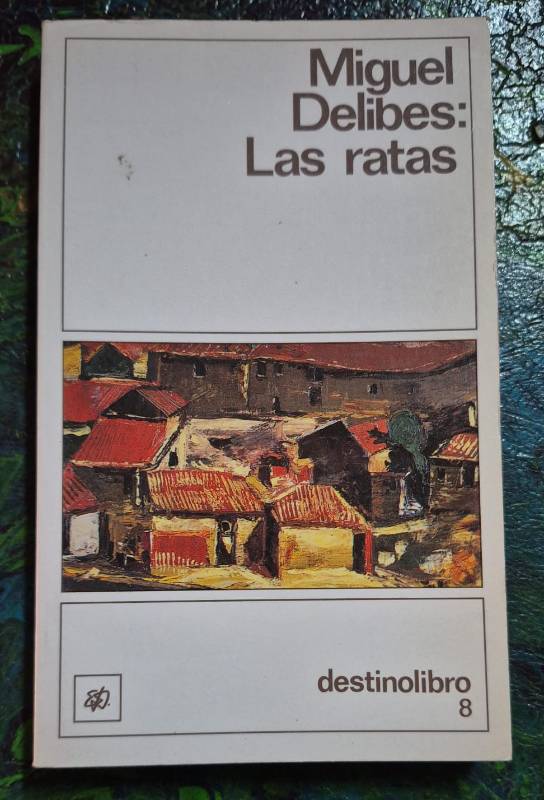 Miguel
Delibes:
Las ratas
destinolibro
8